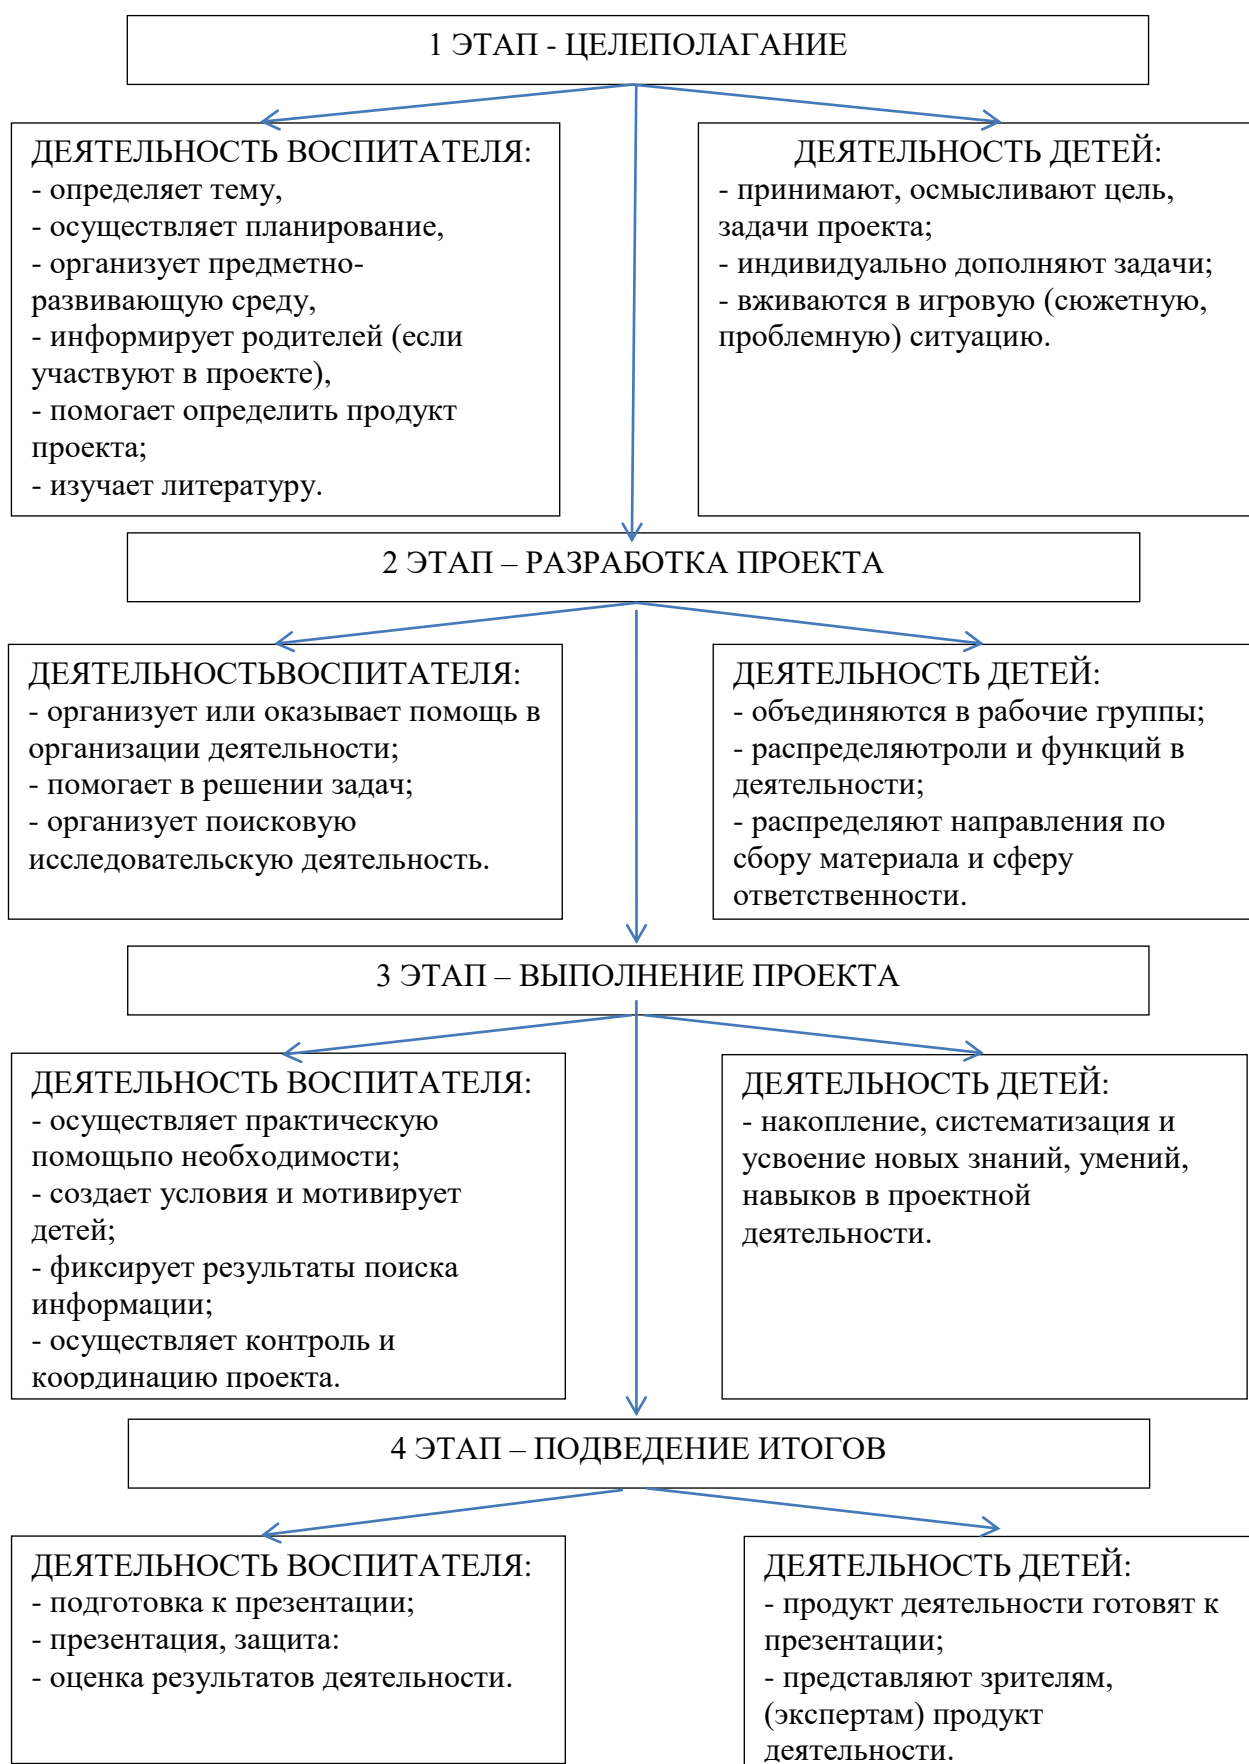 1 ЭТАП - ЦЕЛЕПОЛАГАНИЕ
ДЕЯТЕЛЬНОСТЬ ВОСПИТАТЕЛЯ:
- определяет тему,
- осуществляет планирование,
- организует предметно-
развивающую среду,
- информирует родителей (если
участвуют в проекте),
- помогает определить продукт
проекта;
- изучает литературу.
ДЕЯТЕЛЬНОСТЬ ДЕТЕЙ:
- принимают, осмысливают цель,
задачи проекта;
- индивидуально дополняют задачи;
- вживаются в игровую (сюжетную,
проблемную) ситуацию.
2 ЭТАП – РАЗРАБОТКА ПРОЕКТА
ДЕЯТЕЛЬНОСТЬВОСПИТАТЕЛЯ:
- организует или оказывает помощь в
организации деятельности;
- помогает в решении задач;
- организует поисковую
исследовательскую деятельность.
ДЕЯТЕЛЬНОСТЬ ДЕТЕЙ:
- объединяются в рабочие группы;
- распределяютроли и функций в
деятельности;
- распределяют направления по
сбору материала и сферу
ответственности.
3 ЭТАП – ВЫПОЛНЕНИЕ ПРОЕКТА
ДЕЯТЕЛЬНОСТЬ ВОСПИТАТЕЛЯ:
- осуществляет практическую
помощьпо необходимости;
- создает условия и мотивирует
детей;
- фиксирует результаты поиска
информации;
- осуществляет контроль и
координацию проекта.
ДЕЯТЕЛЬНОСТЬ ДЕТЕЙ:
- накопление, систематизация и
усвоение новых знаний, умений,
навыков в проектной
деятельности.
4 ЭТАП – ПОДВЕДЕНИЕ ИТОГОВ
ДЕЯТЕЛЬНОСТЬ ВОСПИТАТЕЛЯ:
- подготовка к презентации;
- презентация, защита:
- оценка результатов деятельности.
ДЕЯТЕЛЬНОСТЬ ДЕТЕЙ:
- продукт деятельности готовят к
презентации;
- представляют зрителям,
(экспертам) продукт
деятельности.